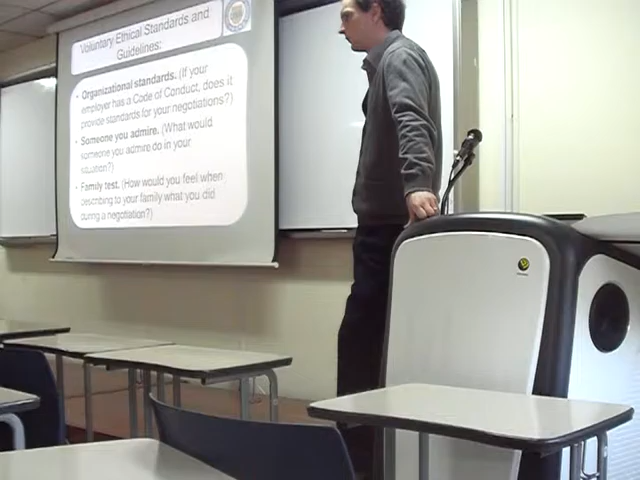 Voluntary Ethical Standards and
Guidelines:
• Organizational standards. (If your
employer has a Code of Conduct, does it
provide standards for your negotiations?)
• Someone you admire. (What would
someone you admire do in your
situation?)
• Family test. (How would you feel when
describing to your family what you did
during a negotiation?)